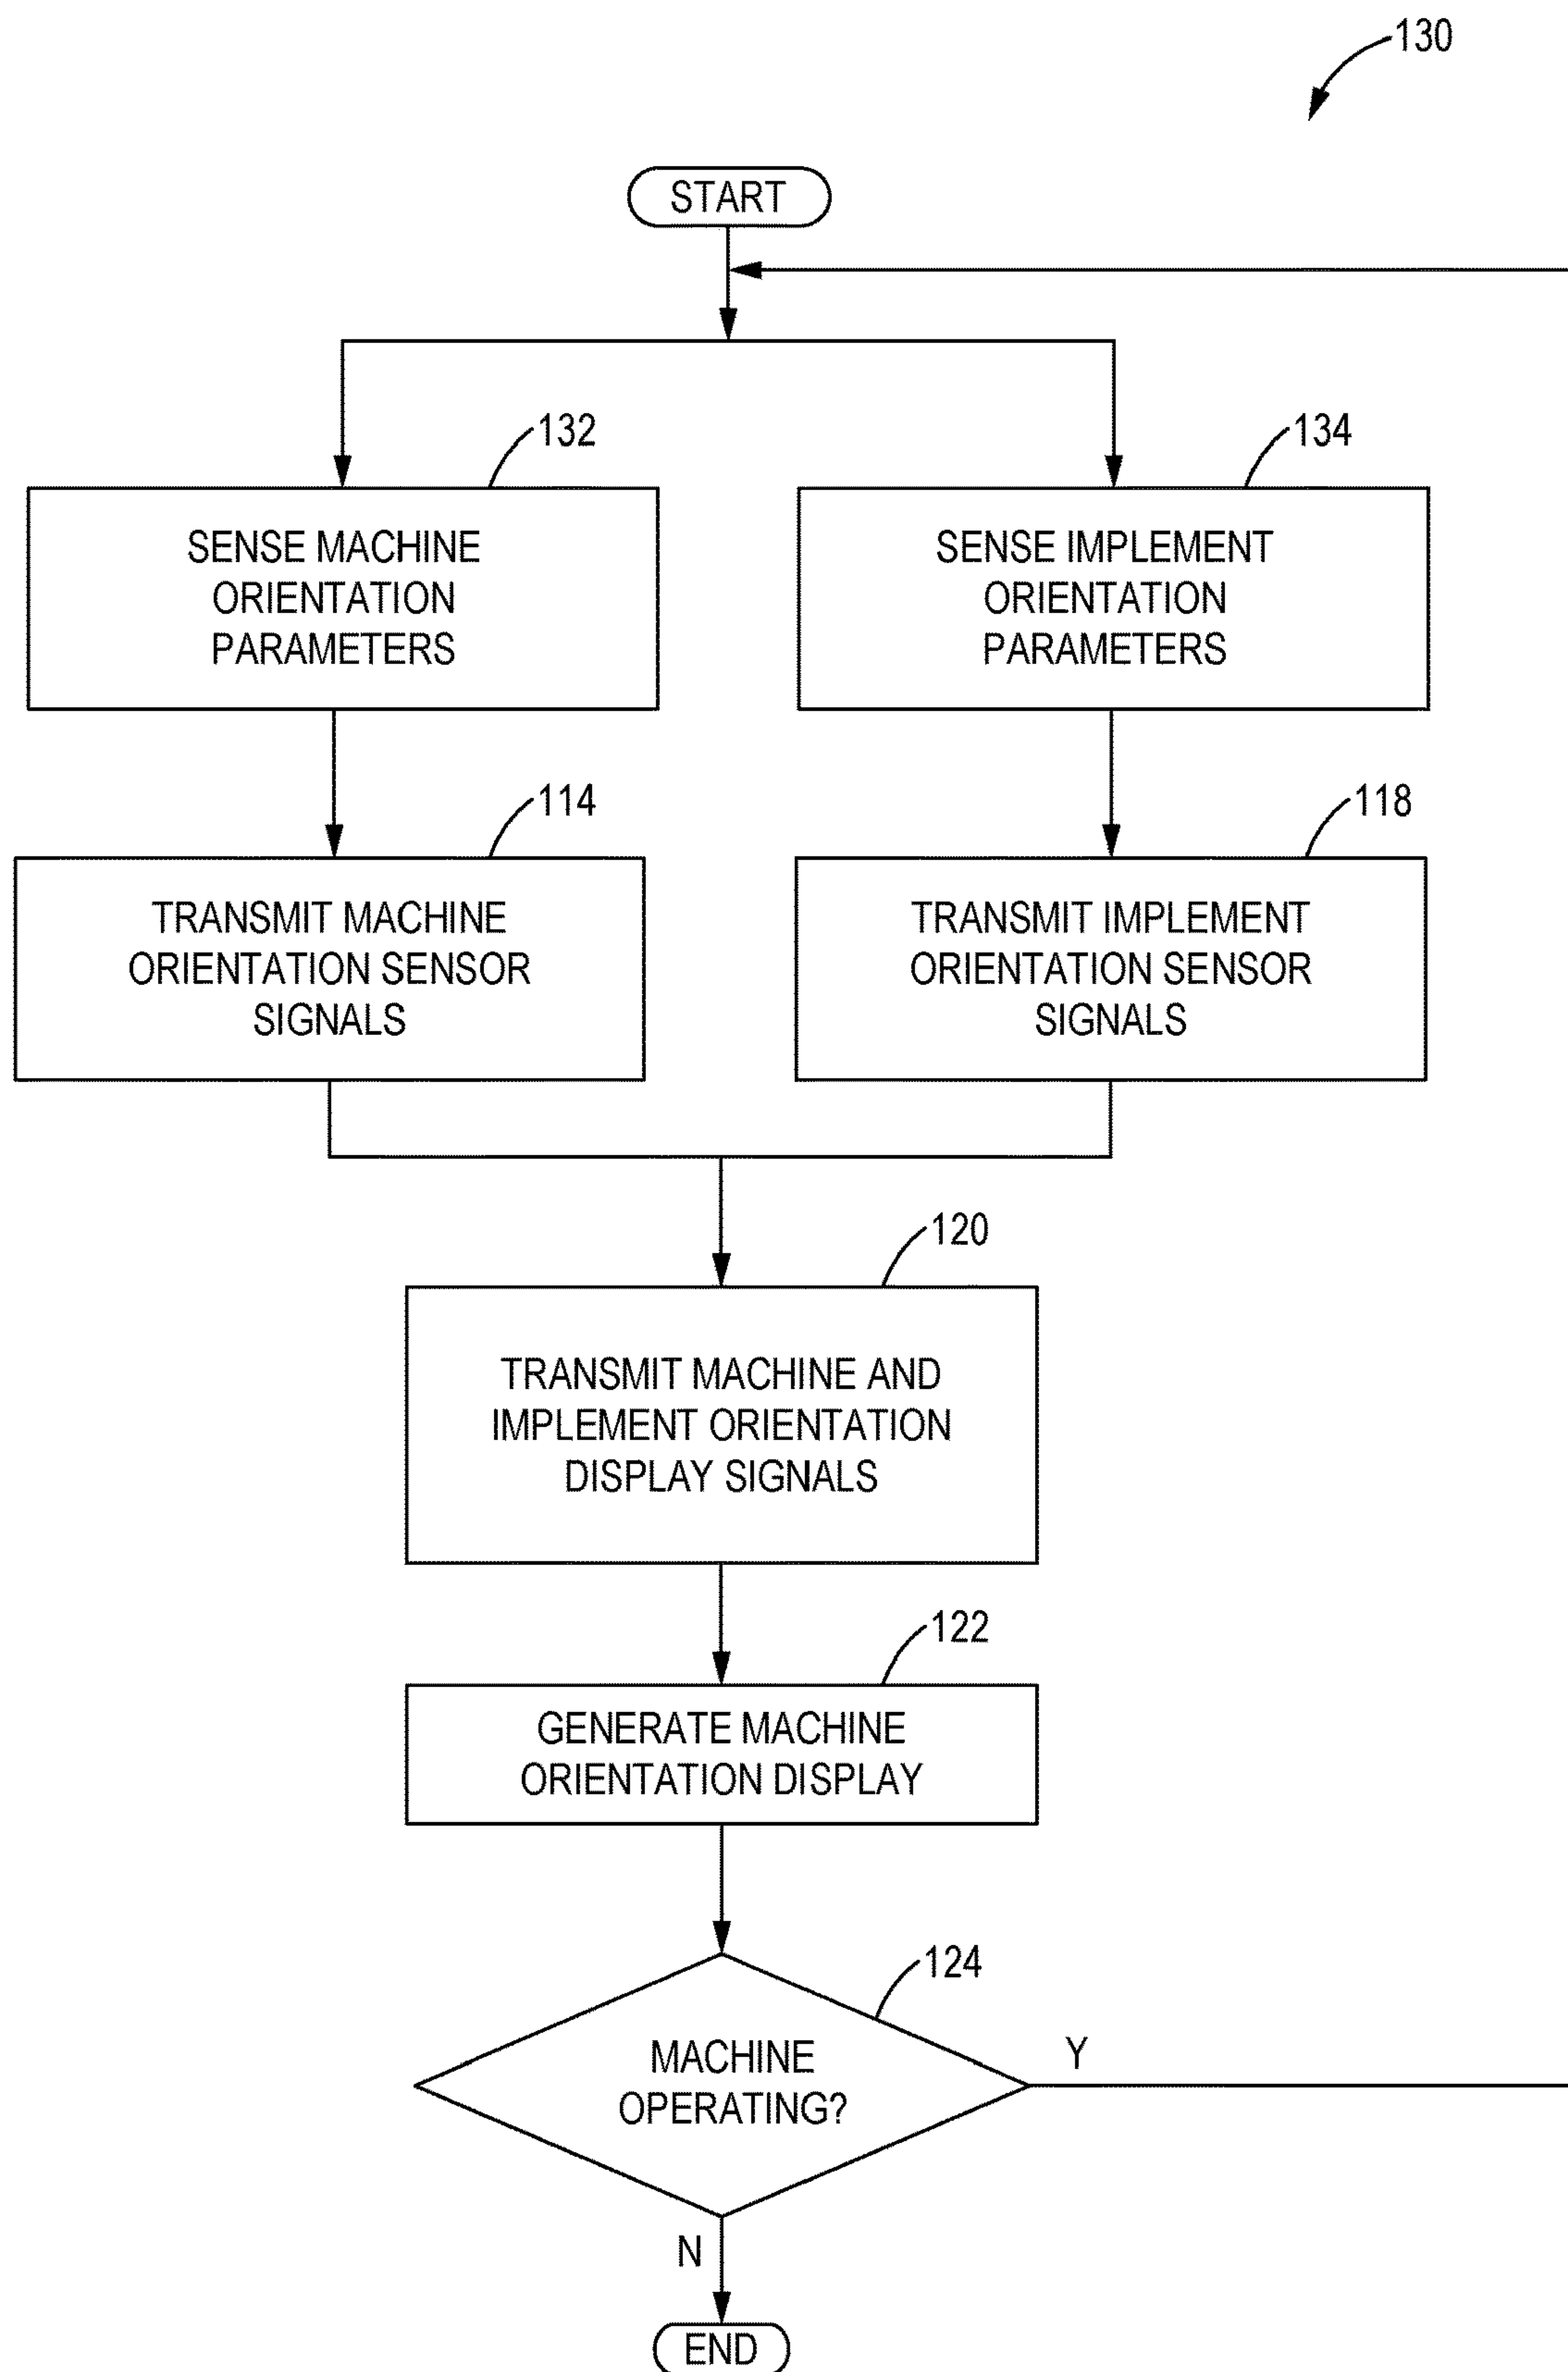 130
START
132
SENSE MACHINE
ORIENTATION
PARAMETERS
134
SENSE IMPLEMENT
ORIENTATION
PARAMETERS
114
TRANSMIT MACHINE
ORIENTATION SENSOR
SIGNALS
118
TRANSMIT IMPLEMENT
ORIENTATION SENSOR
SIGNALS
120
TRANSMIT MACHINE AND
IMPLEMENT ORIENTATION
DISPLAY SIGNALS
122
GENERATE MACHINE
ORIENTATION DISPLAY
124
MACHINE
OPERATING?
Y
N
END